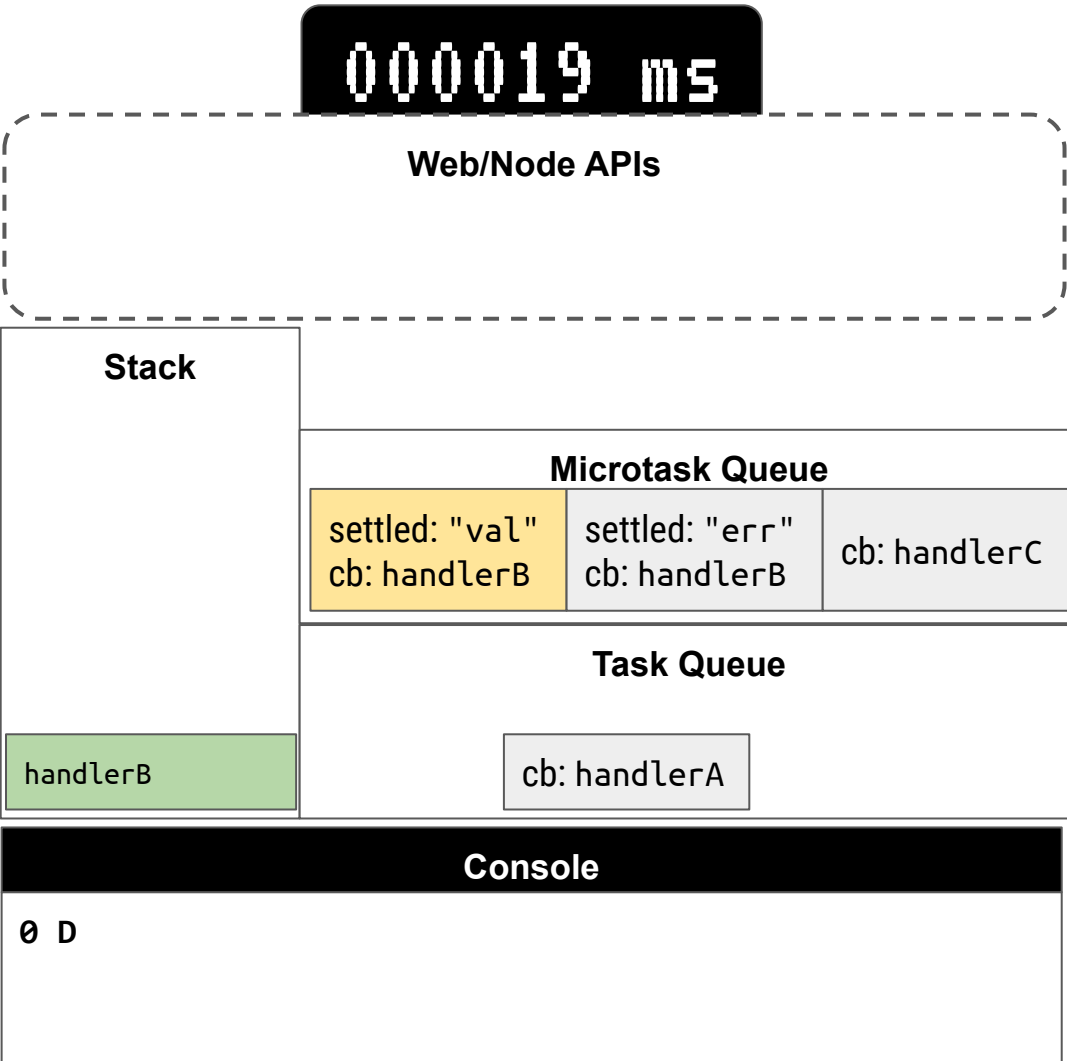 000019 ms
Web/Node APIs
Stack
Microtask Queue
settled: "val"
cb: handlerB
settled: "err"
cb: handlerB
cb: handlerC
Task Queue
handlerB
cb: handlerA
Console
0 D